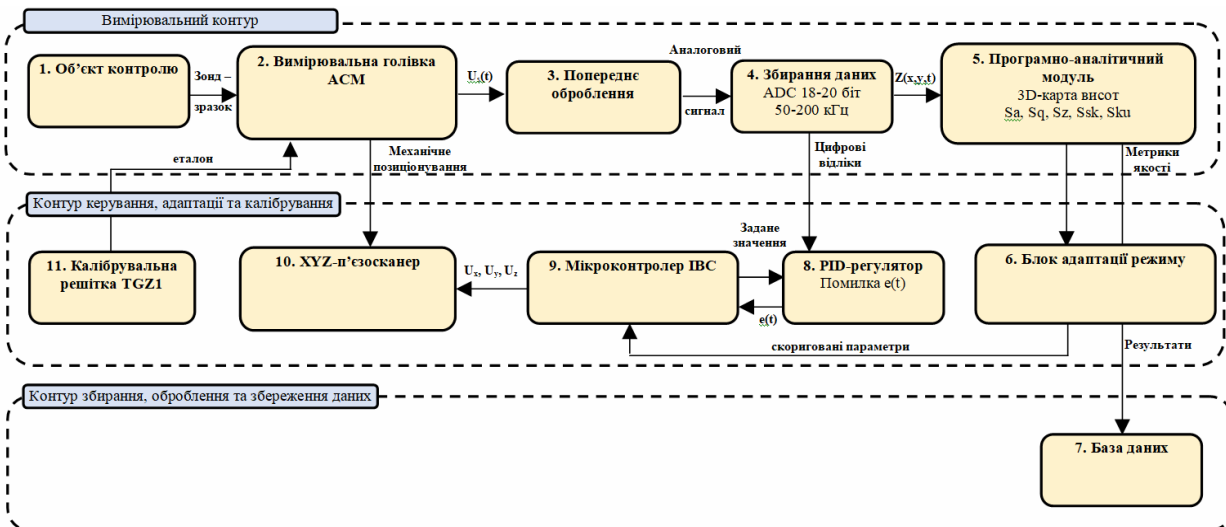 Вимірювальний контур
1. Об’єкт контролю
Зонд –
зразок
2. Вимірювальна голівка
АСМ
Uₛ(t)
3. Попереднє
оброблення
Аналоговий
сигнал
4. Збирання даних
ADC 18-20 біт
50-200 кГц
Z(x,y,t)
5. Програмно-аналітичний
модуль
3D-карта висот
Sa, Sq, Sz, Ssk, Sku
еталон
Механічне
позиціонування
Цифрові
відліки
Метрики
якості
Контур керування, адаптації та калібрування
11. Калібрувальна
решітка TGZ1
10. XYZ-п’єзосканер
Uₓ, Uᵧ, U_z
9. Мікроконтролер ІВС
Задане
значення
e(t)
8. PID-регулятор
Помилка e(t)
6. Блок адаптації режиму
скориговані параметри
Результати
Контур збирання, оброблення та збереження даних
7. База даних